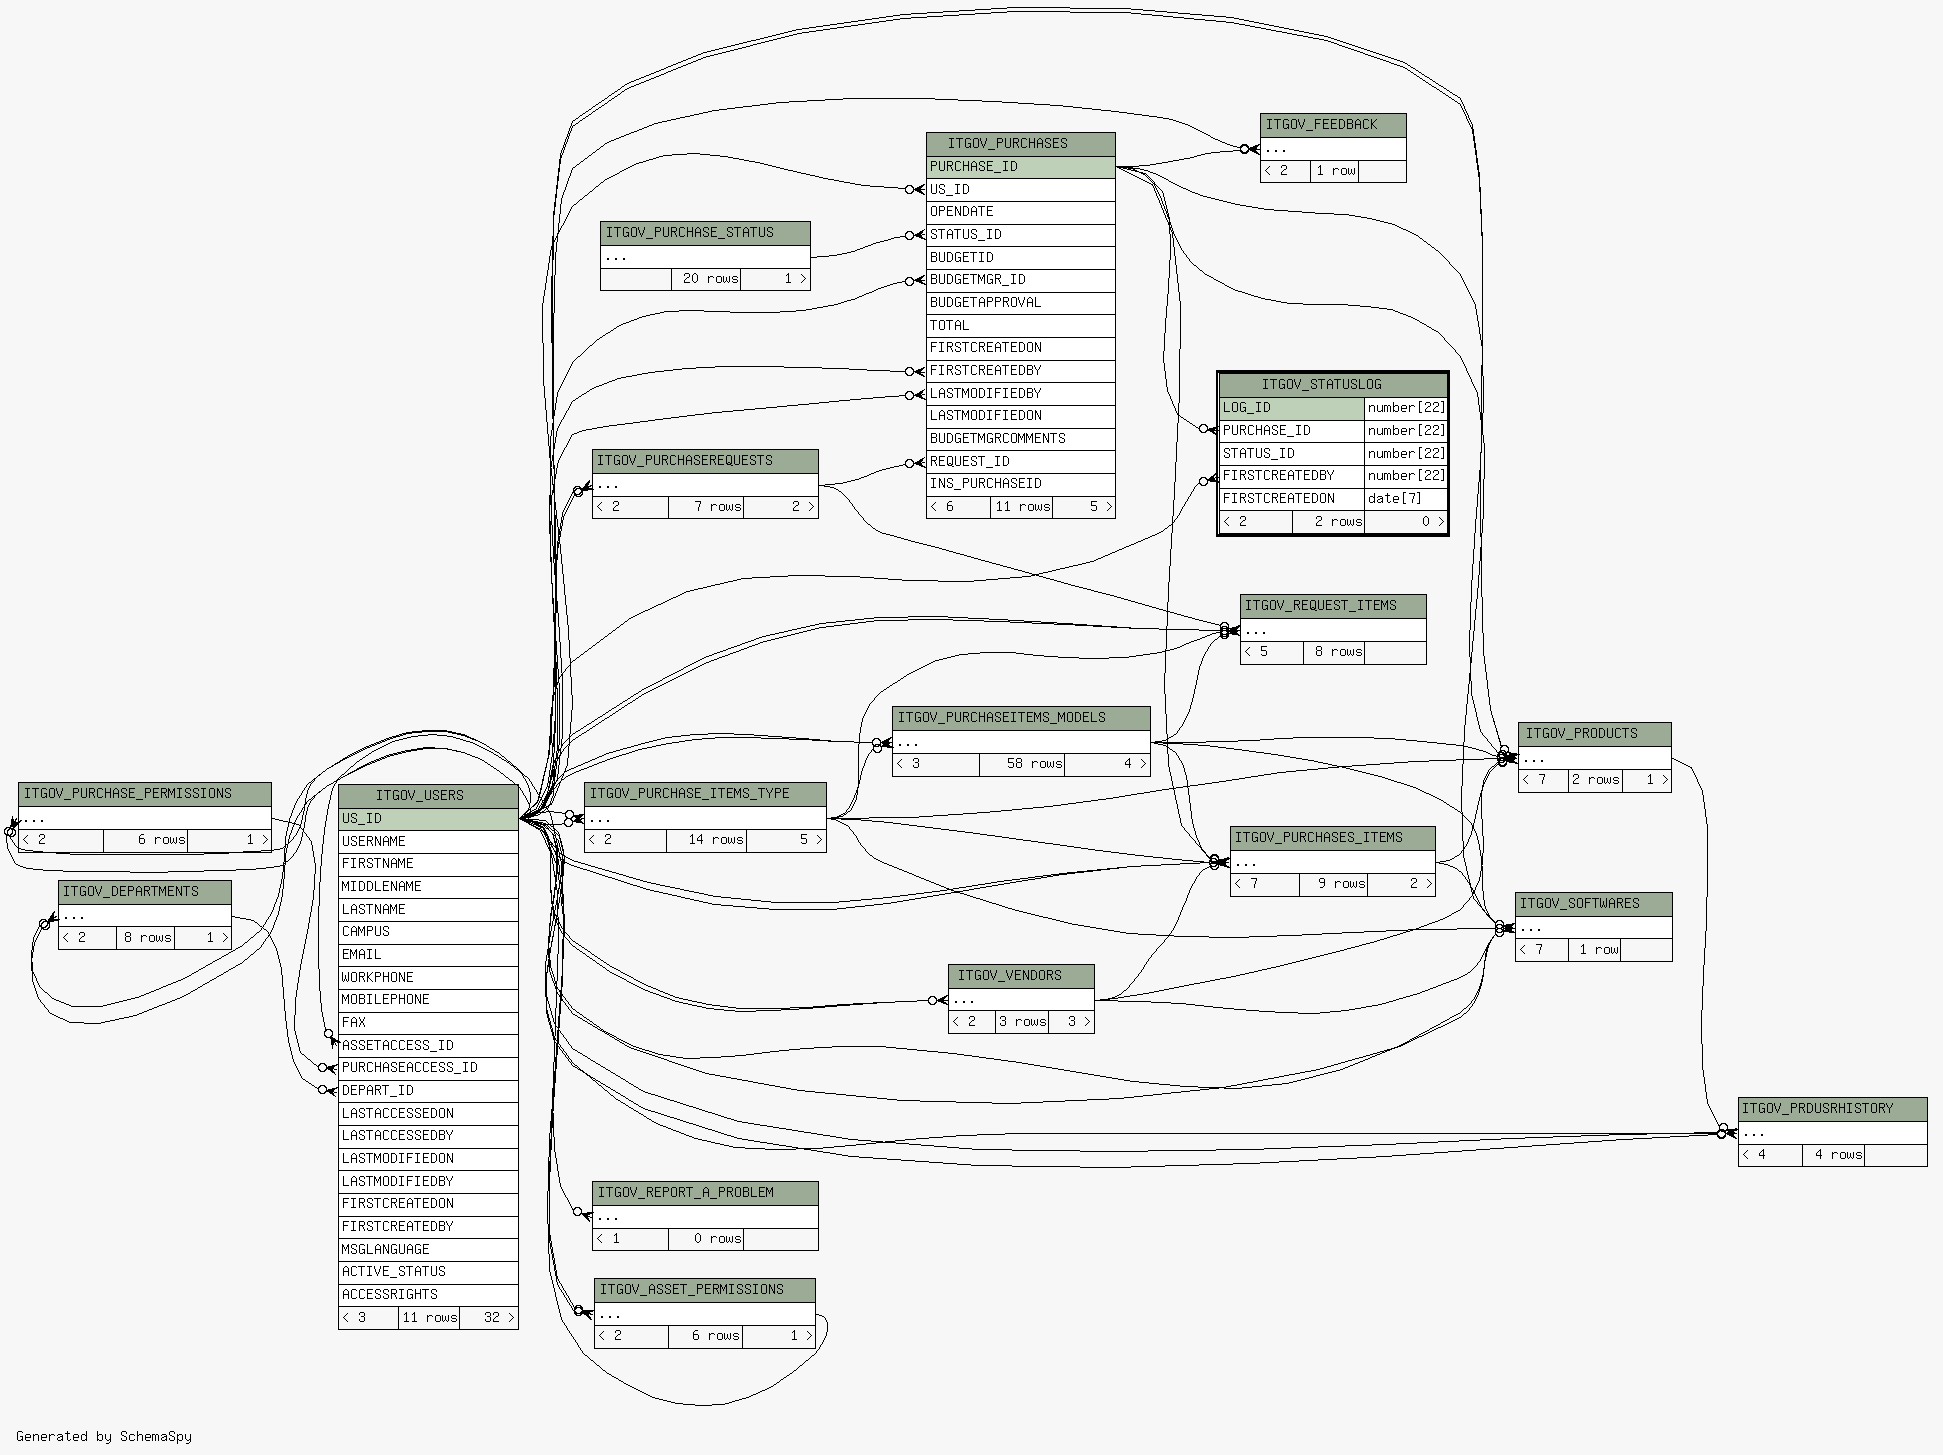 ITGOV_FEEDBACK
...
< 2 1 row
ITGOV_PURCHASES
PURCHASE_ID
US_ID
OPENDATE
STATUS_ID
BUDGETID
BUDGETMGR_ID
BUDGETAPPROVAL
TOTAL
FIRSTCREATEDON
FIRSTCREATEDBY
LASTMODIFIEDBY
LASTMODIFIEDON
BUDGETMGRCOMMENTS
REQUEST_ID
INS_PURCHASEID
< 6 11 rows 5 >
ITGOV_PURCHASE_STATUS
...
20 rows 1 >
ITGOV_STATUSLOG
LOG_ID number[22]
PURCHASE_ID number[22]
STATUS_ID number[22]
FIRSTCREATEDBY number[22]
FIRSTCREATEDON date[7]
< 2 2 rows 0 >
ITGOV_PURCHASEREQUESTS
...
< 2 7 rows 2 >
ITGOV_REQUEST_ITEMS
...
< 5 8 rows
ITGOV_PURCHASEITEMS_MODELS
...
< 3 58 rows 4 >
ITGOV_PRODUCTS
...
< 7 2 rows 1 >
ITGOV_PURCHASE_PERMISSIONS
...
< 2 6 rows 1 >
ITGOV_USERS
US_ID
USERNAME
FIRSTNAME
MIDDLENAME
LASTNAME
CAMPUS
EMAIL
WORKPHONE
MOBILEPHONE
FAX
ASSETACCESS_ID
PURCHASEACCESS_ID
DEPART_ID
LASTACCESSEDON
LASTACCESSEDBY
LASTMODIFIEDON
LASTMODIFIEDBY
FIRSTCREATEDON
FIRSTCREATEDBY
MSGLANGUAGE
ACTIVE_STATUS
ACCESSRIGHTS
< 3 11 rows 32 >
ITGOV_PURCHASE_ITEMS_TYPE
...
< 2 14 rows 5 >
ITGOV_PURCHASES_ITEMS
...
< 7 9 rows 2 >
ITGOV_DEPARTMENTS
...
< 2 8 rows 1 >
ITGOV_SOFTWARES
...
< 7 1 row
ITGOV_VENDORS
...
< 2 3 rows 3 >
ITGOV_PRDUSRHISTORY
...
< 4 4 rows
ITGOV_REPORT_A_PROBLEM
...
< 1 0 rows
ITGOV_ASSET_PERMISSIONS
...
< 2 6 rows 1 >
Generated by SchemaSpy